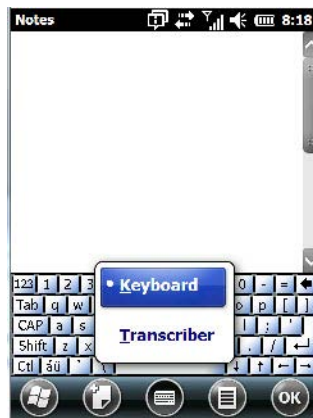 Notes 8:18
123 1 2 3 0 - =
Tab q w o p [ ]
CAP a s l ; '
Shift z x . /
Ctl áü ` \
Keyboard
Transcriber
OK